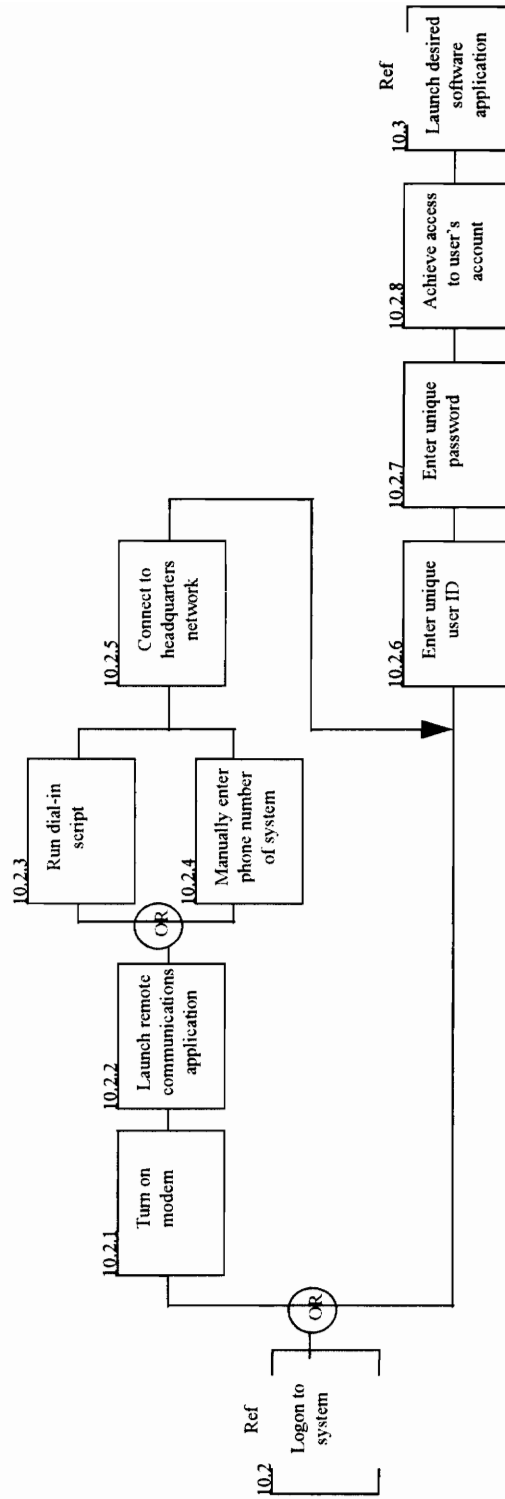 10.2
Ref
Logon to
system
OR
10.2.1
Turn on
modem
10.2.2
Launch remote
communications
application
OR
10.2.3
Run dial-in
script
10.2.4
Manually enter
phone number
of system
10.2.5
Connect to
headquarters
network
10.2.6
Enter unique
user ID
10.2.7
Enter unique
password
10.2.8
Achieve access
to user's
account
10.3
Ref
Launch desired
software
application